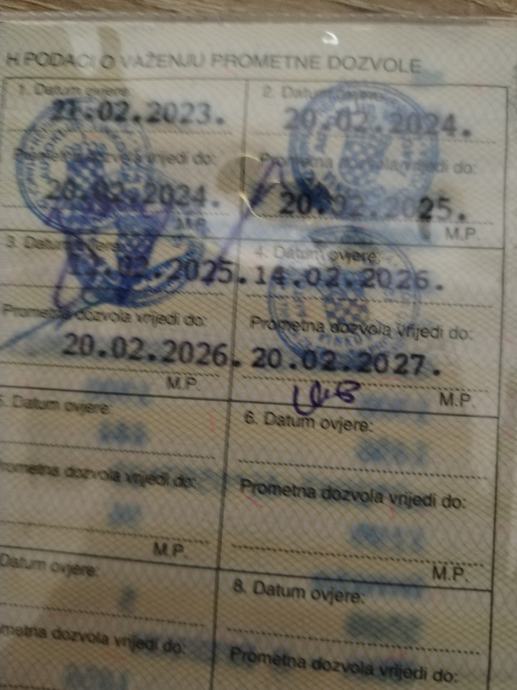 H PODACI O VAŽENJU PROMETNE DOZVOLE
1. Datum ovjere: 2. Datum ovjere:
21.02.2023. 20.02.2024.
Prometna dozvola vrijedi do: Prometna dozvola vrijedi do:
20.02.2024. 20.02.2025.
M.P. M.P.
3. Datum ovjere: 4. Datum ovjere:
.02.2025. 14.02.2026.
Prometna dozvola vrijedi do: Prometna dozvola vrijedi do:
20.02.2026. 20.02.2027.
M.P. M.P.
5. Datum ovjere: 6. Datum ovjere:
Prometna dozvola vrijedi do: Prometna dozvola vrijedi do:
M.P. M.P.
Datum ovjere: 8. Datum ovjere:
Prometna dozvola vrijedi do: Prometna dozvola vrijedi do: